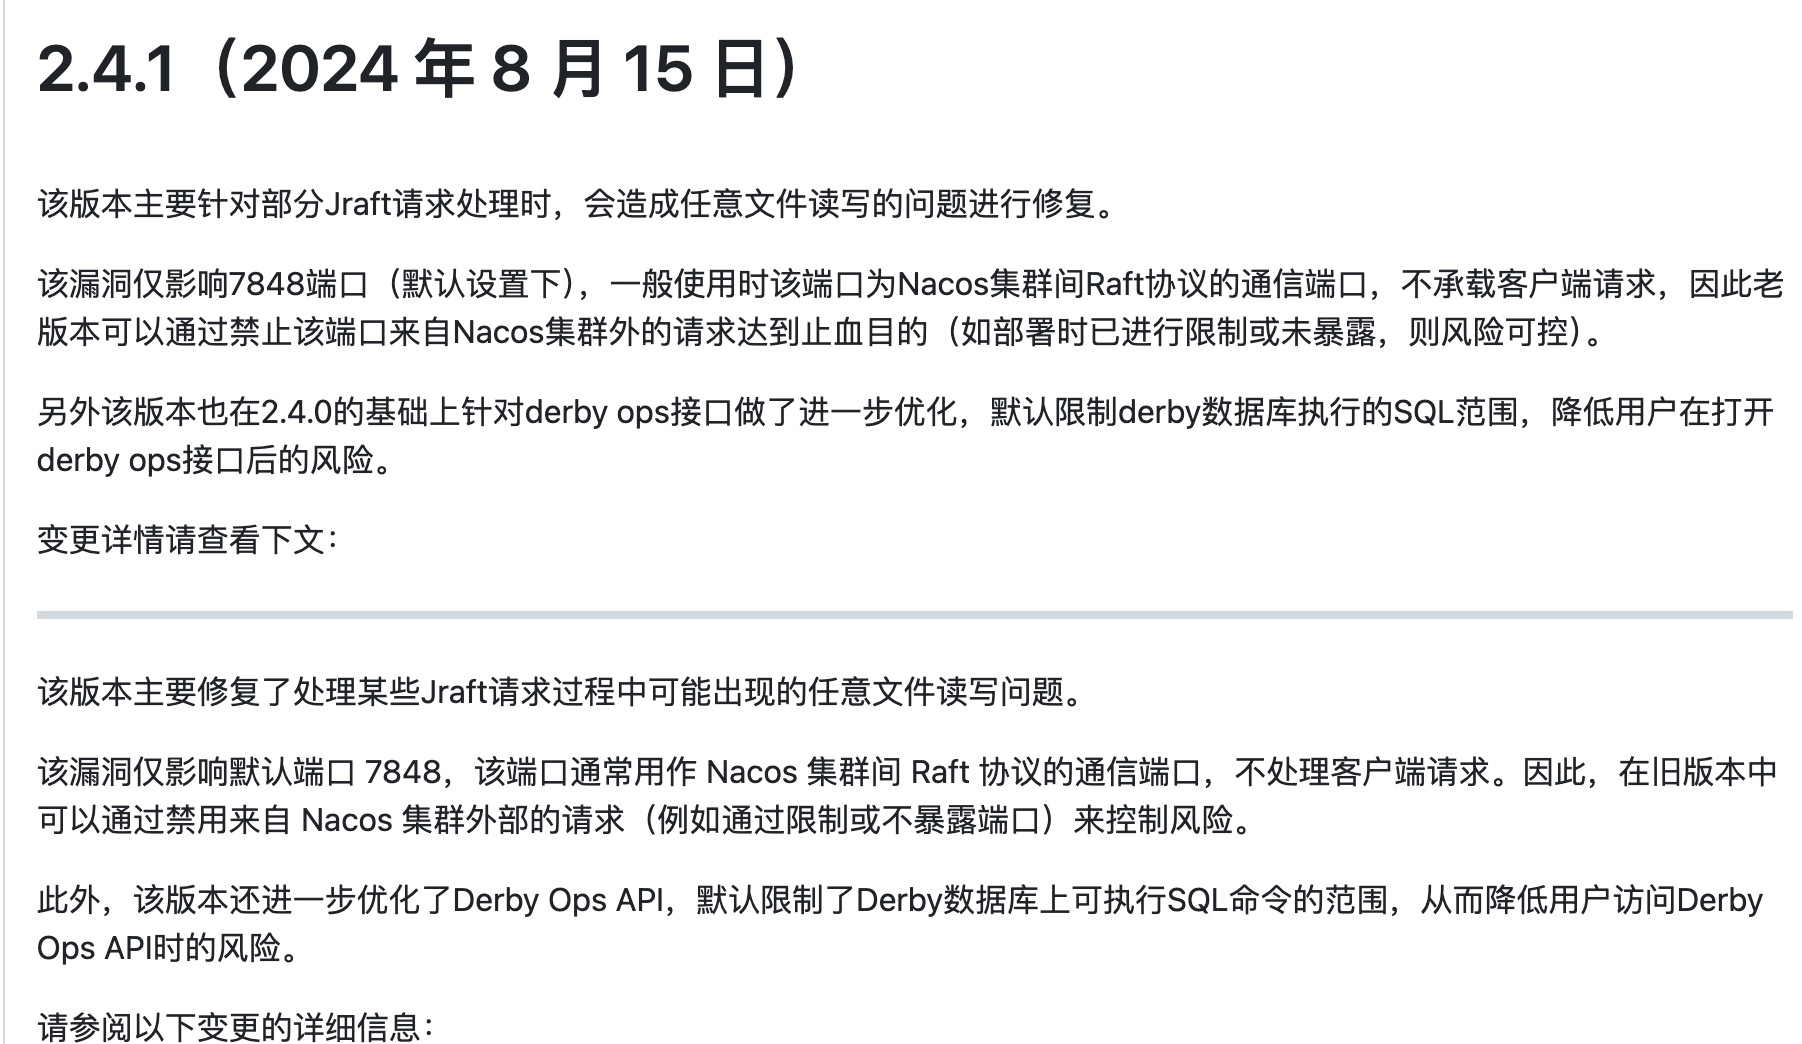 2.4.1（2024 年 8 月 15 日）
该版本主要针对部分Jraft请求处理时，会造成任意文件读写的问题进行修复。
该漏洞仅影响7848端口（默认设置下），一般使用时该端口为Nacos集群间Raft协议的通信端口，不承载客户端请求，因此老
版本可以通过禁止该端口来自Nacos集群外的请求达到止血目的（如部署时已进行限制或未暴露，则风险可控）。
另外该版本也在2.4.0的基础上针对derby ops接口做了进一步优化，默认限制derby数据库执行的SQL范围，降低用户在打开
derby ops接口后的风险。
变更详情请查看下文：
该版本主要修复了处理某些Jraft请求过程中可能出现的任意文件读写问题。
该漏洞仅影响默认端口 7848，该端口通常用作 Nacos 集群间 Raft 协议的通信端口，不处理客户端请求。因此，在旧版本中
可以通过禁用来自 Nacos 集群外部的请求（例如通过限制或不暴露端口）来控制风险。
此外，该版本还进一步优化了Derby Ops API，默认限制了Derby数据库上可执行SQL命令的范围，从而降低用户访问Derby
Ops API时的风险。
请参阅以下变更的详细信息：